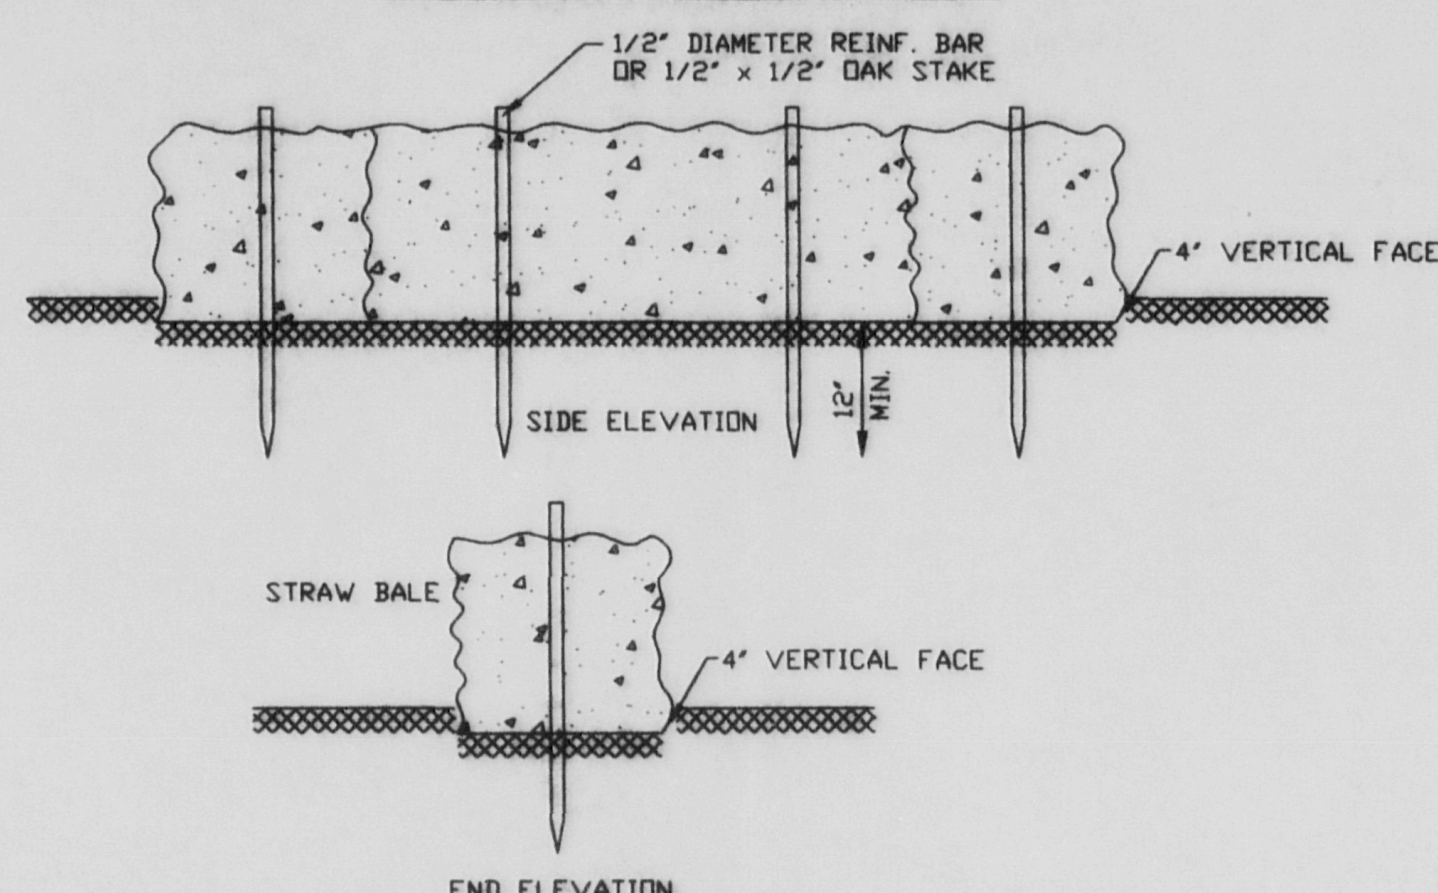 1/2" DIAMETER REINF. BAR
OR 1/2" x 1/2" OAK STAKE
4" VERTICAL FACE
12"
MIN.
SIDE ELEVATION
STRAW BALE
4" VERTICAL FACE
END ELEVATION